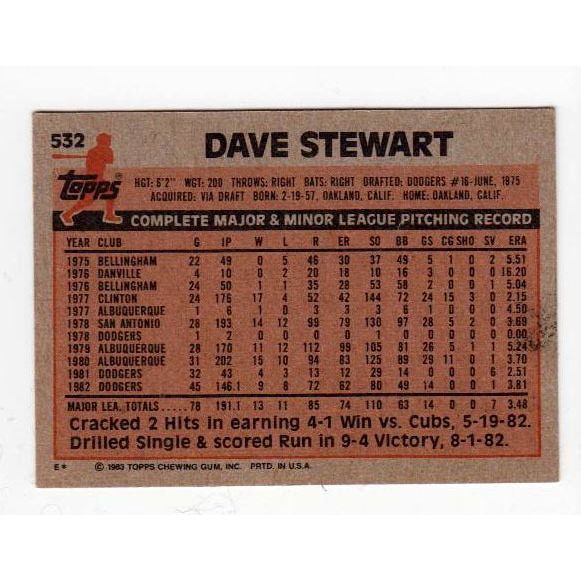 532 DAVE STEWART
Topps®
HGT: 6'2" WGT: 200 THROWS: RIGHT BATS: RIGHT DRAFTED: DODGERS #16-JUNE, 1975
ACQUIRED: VIA DRAFT BORN: 2-19-57, OAKLAND, CALIF. HOME: OAKLAND, CALIF.
COMPLETE MAJOR & MINOR LEAGUE PITCHING RECORD
YEAR CLUB G IP W L R ER SO BB GS CG SHO SV ERA
1975 BELLINGHAM 22 49 0 5 46 30 37 49 5 1 0 2 5.51
1976 DANVILLE 4 10 0 2 20 18 10 16 3 0 0 0 16.20
1976 BELLINGHAM 24 50 1 1 35 28 53 58 2 0 0 1 5.04
1977 CLINTON 24 176 17 4 52 42 144 72 24 15 3 0 2.15
1977 ALBUQUERQUE 1 6 1 0 3 3 3 6 1 0 0 0 4.50
1978 SAN ANTONIO 28 193 14 12 99 79 130 97 28 5 2 0 3.69
1978 DODGERS 1 2 0 0 0 0 1 0 0 0 0 0 0.00
1979 ALBUQUERQUE 28 170 11 12 112 99 105 81 26 5 1 1 5.24
1980 ALBUQUERQUE 31 202 15 10 94 83 125 89 29 11 0 1 3.70
1981 DODGERS 32 43 4 3 13 12 29 14 0 0 0 6 2.51
1982 DODGERS 45 146.1 9 8 72 62 80 49 14 0 0 1 3.81
MAJOR LEA. TOTALS.....78 191.1 13 11 85 74 110 63 14 0 0 7 3.48
Cracked 2 Hits in earning 4-1 Win vs. Cubs, 5-19-82.
Drilled Single & scored Run in 9-4 Victory, 8-1-82.
E* © 1983 TOPPS CHEWING GUM, INC. PRTD. IN U.S.A.